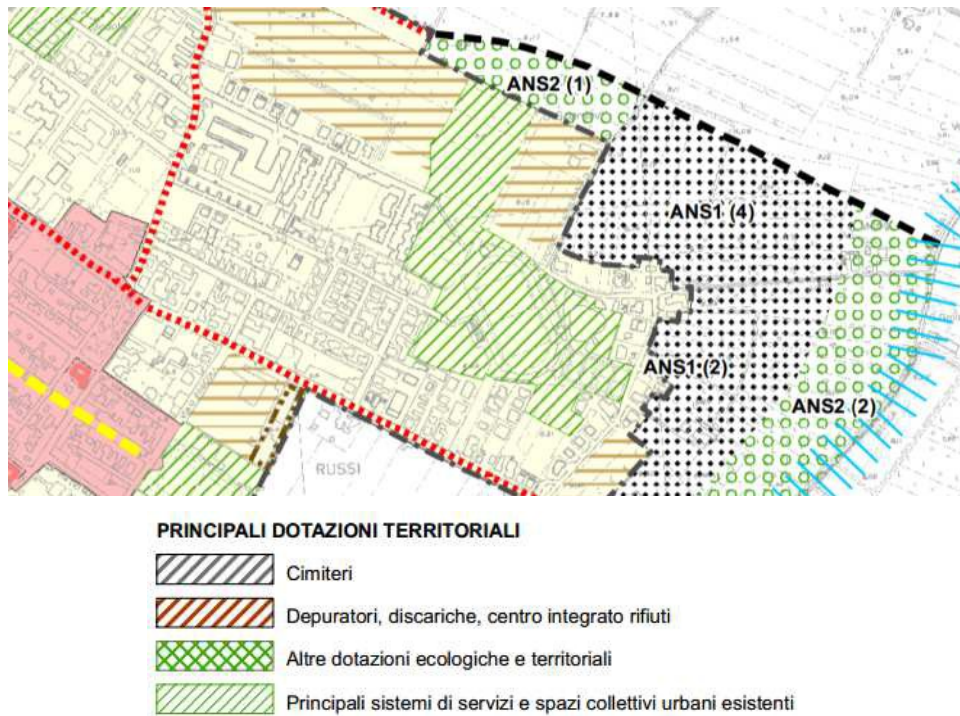 ANS2 (1)
ANS1 (4)
ANS1 (2)
ANS2 (2)
RUSSI
PRINCIPALI DOTAZIONI TERRITORIALI
Cimiteri
Depuratori, discariche, centro integrato rifiuti
Altre dotazioni ecologiche e territoriali
Principali sistemi di servizi e spazi collettivi urbani esistenti